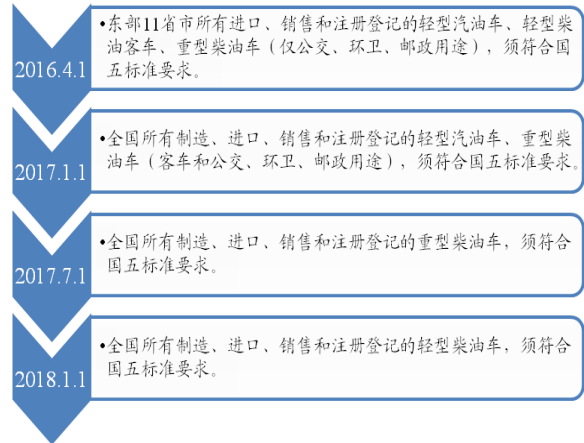 2016.4.1
•东部11省市所有进口、销售和注册登记的轻型汽油车、轻型柴
油客车、重型柴油车（仅公交、环卫、邮政用途），须符合国
五标准要求。
2017.1.1
•全国所有制造、进口、销售和注册登记的轻型汽油车、重型柴
油车（客车和公交、环卫、邮政用途），须符合国五标准要求。
2017.7.1
•全国所有制造、进口、销售和注册登记的重型柴油车，须符合
国五标准要求。
2018.1.1
•全国所有制造、进口、销售和注册登记的轻型柴油车，须符合
国五标准要求。